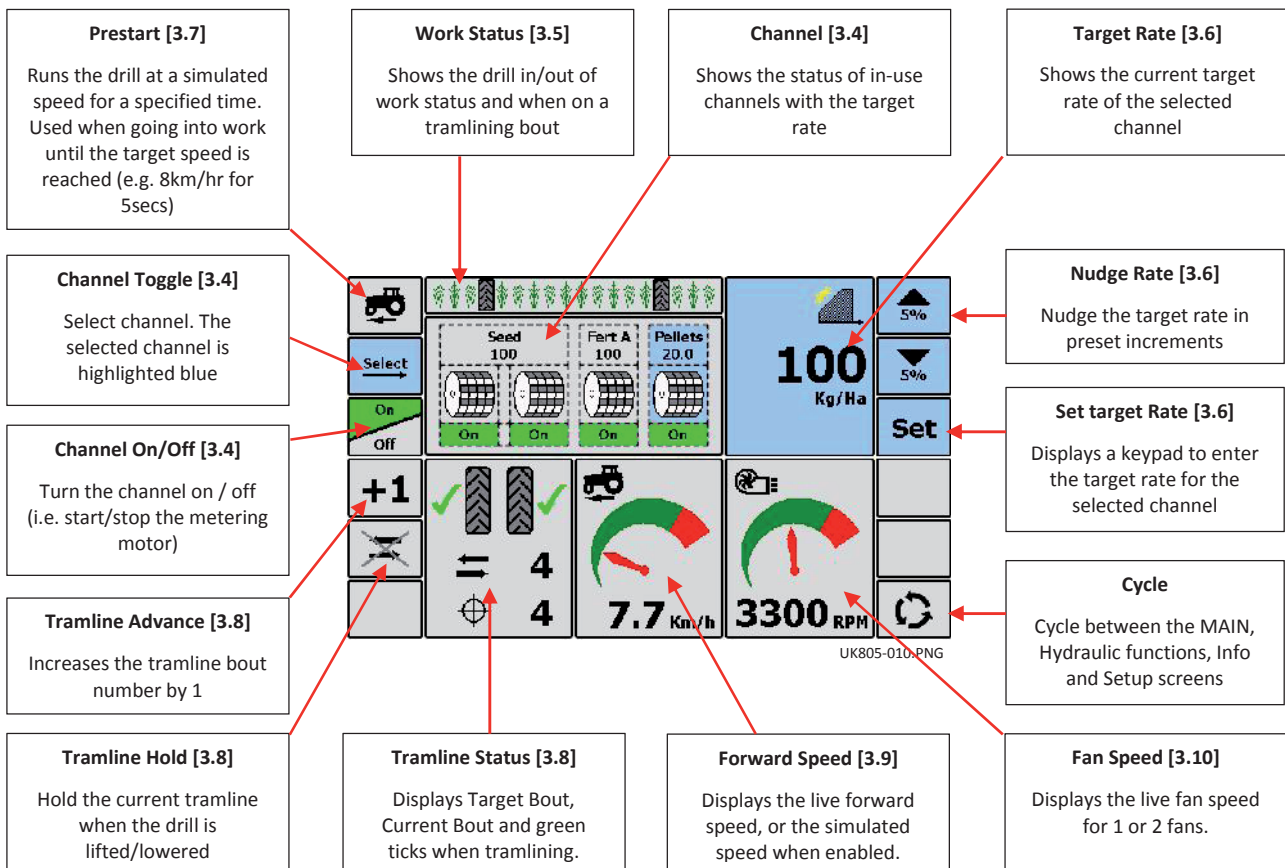 Prestart [3.7]
Runs the drill at a simulated
speed for a specified time.
Used when going into work
until the target speed is
reached (e.g. 8km/hr for
5secs)
Work Status [3.5]
Shows the drill in/out of
work status and when on a
tramlining bout
Channel [3.4]
Shows the status of in-use
channels with the target
rate
Target Rate [3.6]
Shows the current target
rate of the selected
channel
Channel Toggle [3.4]
Select channel. The
selected channel is
highlighted blue
Channel On/Off [3.4]
Turn the channel on / off
(i.e. start/stop the metering
motor)
Tramline Advance [3.8]
Increases the tramline bout
number by 1
Tramline Hold [3.8]
Hold the current tramline
when the drill is
lifted/lowered
Select
On
Off
+1
Seed
100
Fert A
100
Pellets
20.0
On
On
On
On
100
Kg/Ha
5%
5%
Set
4
4
7.7 Km/h
3300 RPM
UK805-010.PNG
Nudge Rate [3.6]
Nudge the target rate in
preset increments
Set target Rate [3.6]
Displays a keypad to enter
the target rate for the
selected channel
Cycle
Cycle between the MAIN,
Hydraulic functions, Info
and Setup screens
Tramline Status [3.8]
Displays Target Bout,
Current Bout and green
ticks when tramlining.
Forward Speed [3.9]
Displays the live forward
speed, or the simulated
speed when enabled.
Fan Speed [3.10]
Displays the live fan speed
for 1 or 2 fans.